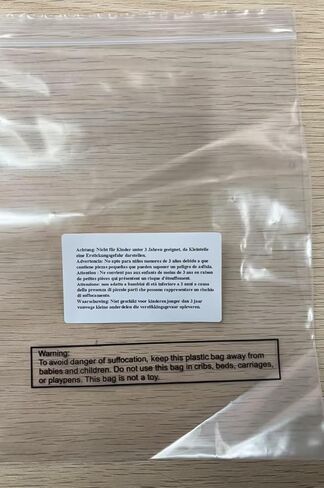 Achtung: Nicht für Kinder unter 3 Jahren geeignet, da Kleinteile
eine Erstickungsgefahr darstellen.
Advertencia: No apto para niños menores de 3 años debido a que
contiene piezas pequeñas que pueden suponer un peligro de asfixia.
Attention : Ne convient pas aux enfants de moins de 3 ans en raison
de petites pièces qui présentent un risque d'étouffement.
Attenzione: non adatto a bambini di età inferiore a 3 anni a causa
della presenza di piccole parti che possono rappresentare un rischio
di soffocamento.
Waarschuwing: Niet geschikt voor kinderen jonger dan 3 jaar
vanwege kleine onderdelen die verstikkingsgevaar opleveren.
Warning:
To avoid danger of suffocation, keep this plastic bag away from
babies and children. Do not use this bag in cribs, beds, carriages,
or playpens. This bag is not a toy.